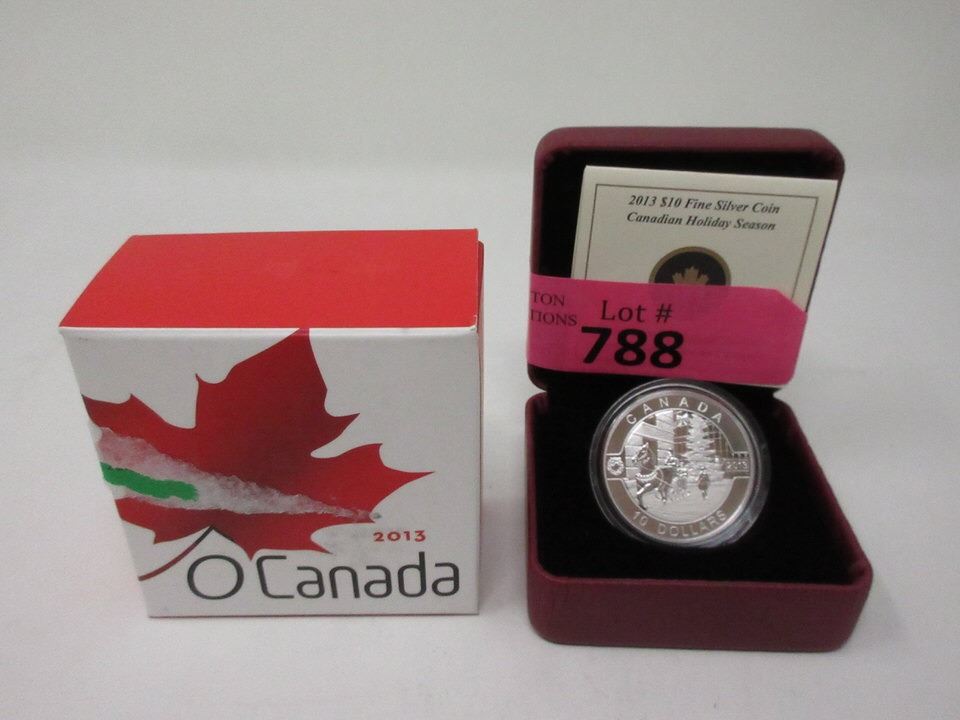 2013
O Canada
2013 $10 Fine Silver Coin
Canadian Holiday Season
TON
TIONS
Lot #
788
CANADA
2013
10 DOLLARS